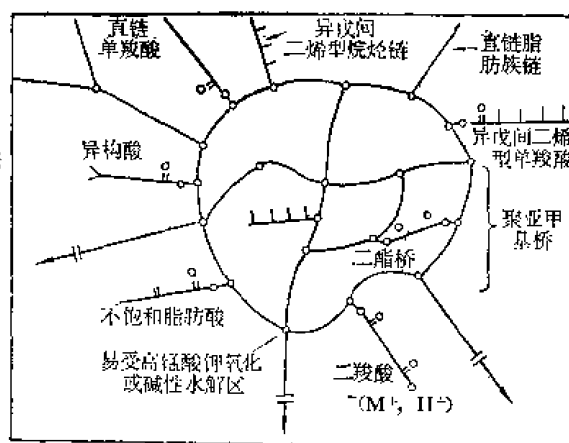 直链
单羧酸
异戊间
二烯型烷烃链
直链脂
肪族链
异戊间二烯
型单羧酸
异构酸
聚亚甲
基桥
二酯桥
不饱和脂肪酸
易受高锰酸钾氧化
或碱性水解区
二羧酸